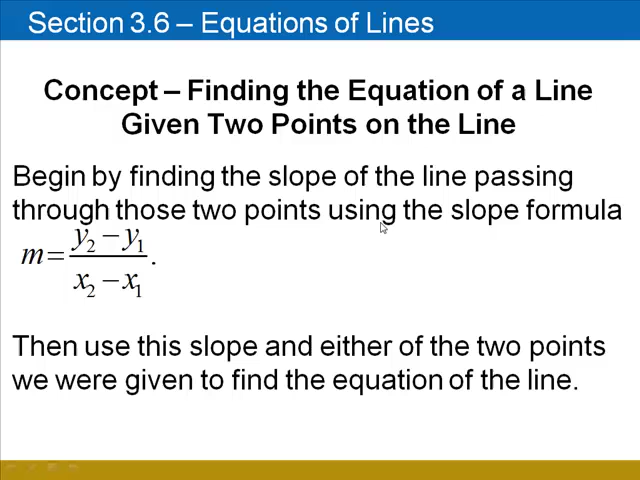 Section 3.6 – Equations of Lines
Concept – Finding the Equation of a Line
Given Two Points on the Line
Begin by finding the slope of the line passing
through those two points using the slope formula
m = (y₂ − y₁) / (x₂ − x₁).
Then use this slope and either of the two points
we were given to find the equation of the line.